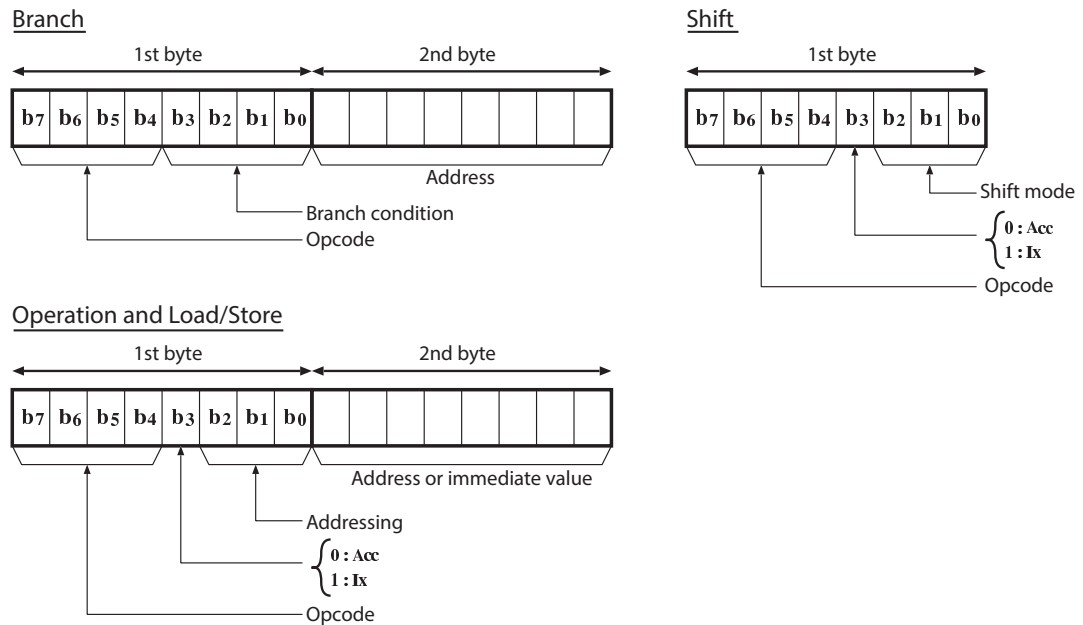 Branch
1st byte
2nd byte
b7 b6 b5 b4 b3 b2 b1 b0
Address
Branch condition
Opcode
Shift
1st byte
b7 b6 b5 b4 b3 b2 b1 b0
Shift mode
0 : Acc
1 : Ix
Opcode
Operation and Load/Store
1st byte
2nd byte
b7 b6 b5 b4 b3 b2 b1 b0
Address or immediate value
Addressing
0 : Acc
1 : Ix
Opcode